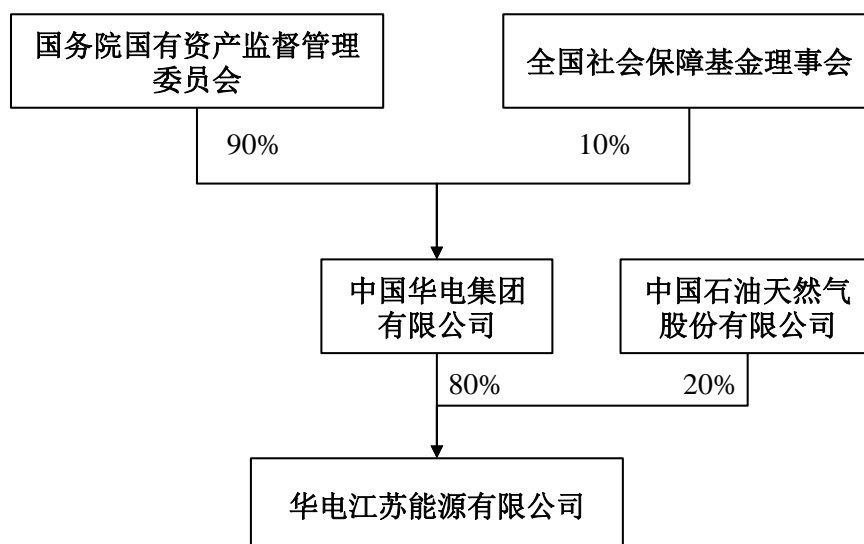 国务院国有资产监督管理
委员会
全国社会保障基金理事会
90%
10%
中国华电集团
有限公司
中国石油天然气
股份有限公司
80%
20%
华电江苏能源有限公司